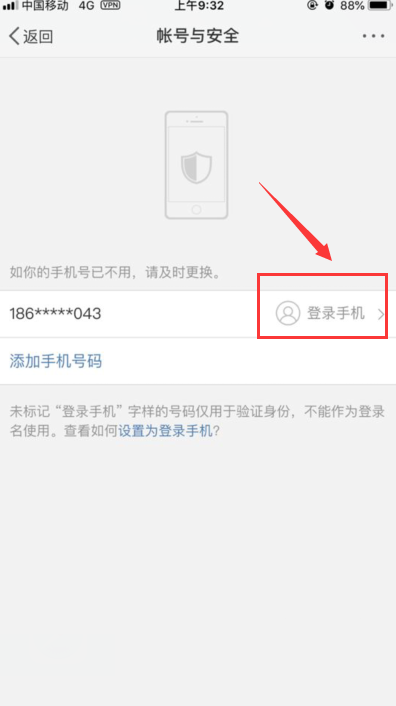 中国移动 4G VPN 上午9:32 88%
返回 帐号与安全
如你的手机号已不用，请及时更换。
186*****043 登录手机
添加手机号码
未标记“登录手机”字样的号码仅用于验证身份，不能作为登录
名使用。查看如何设置为登录手机?